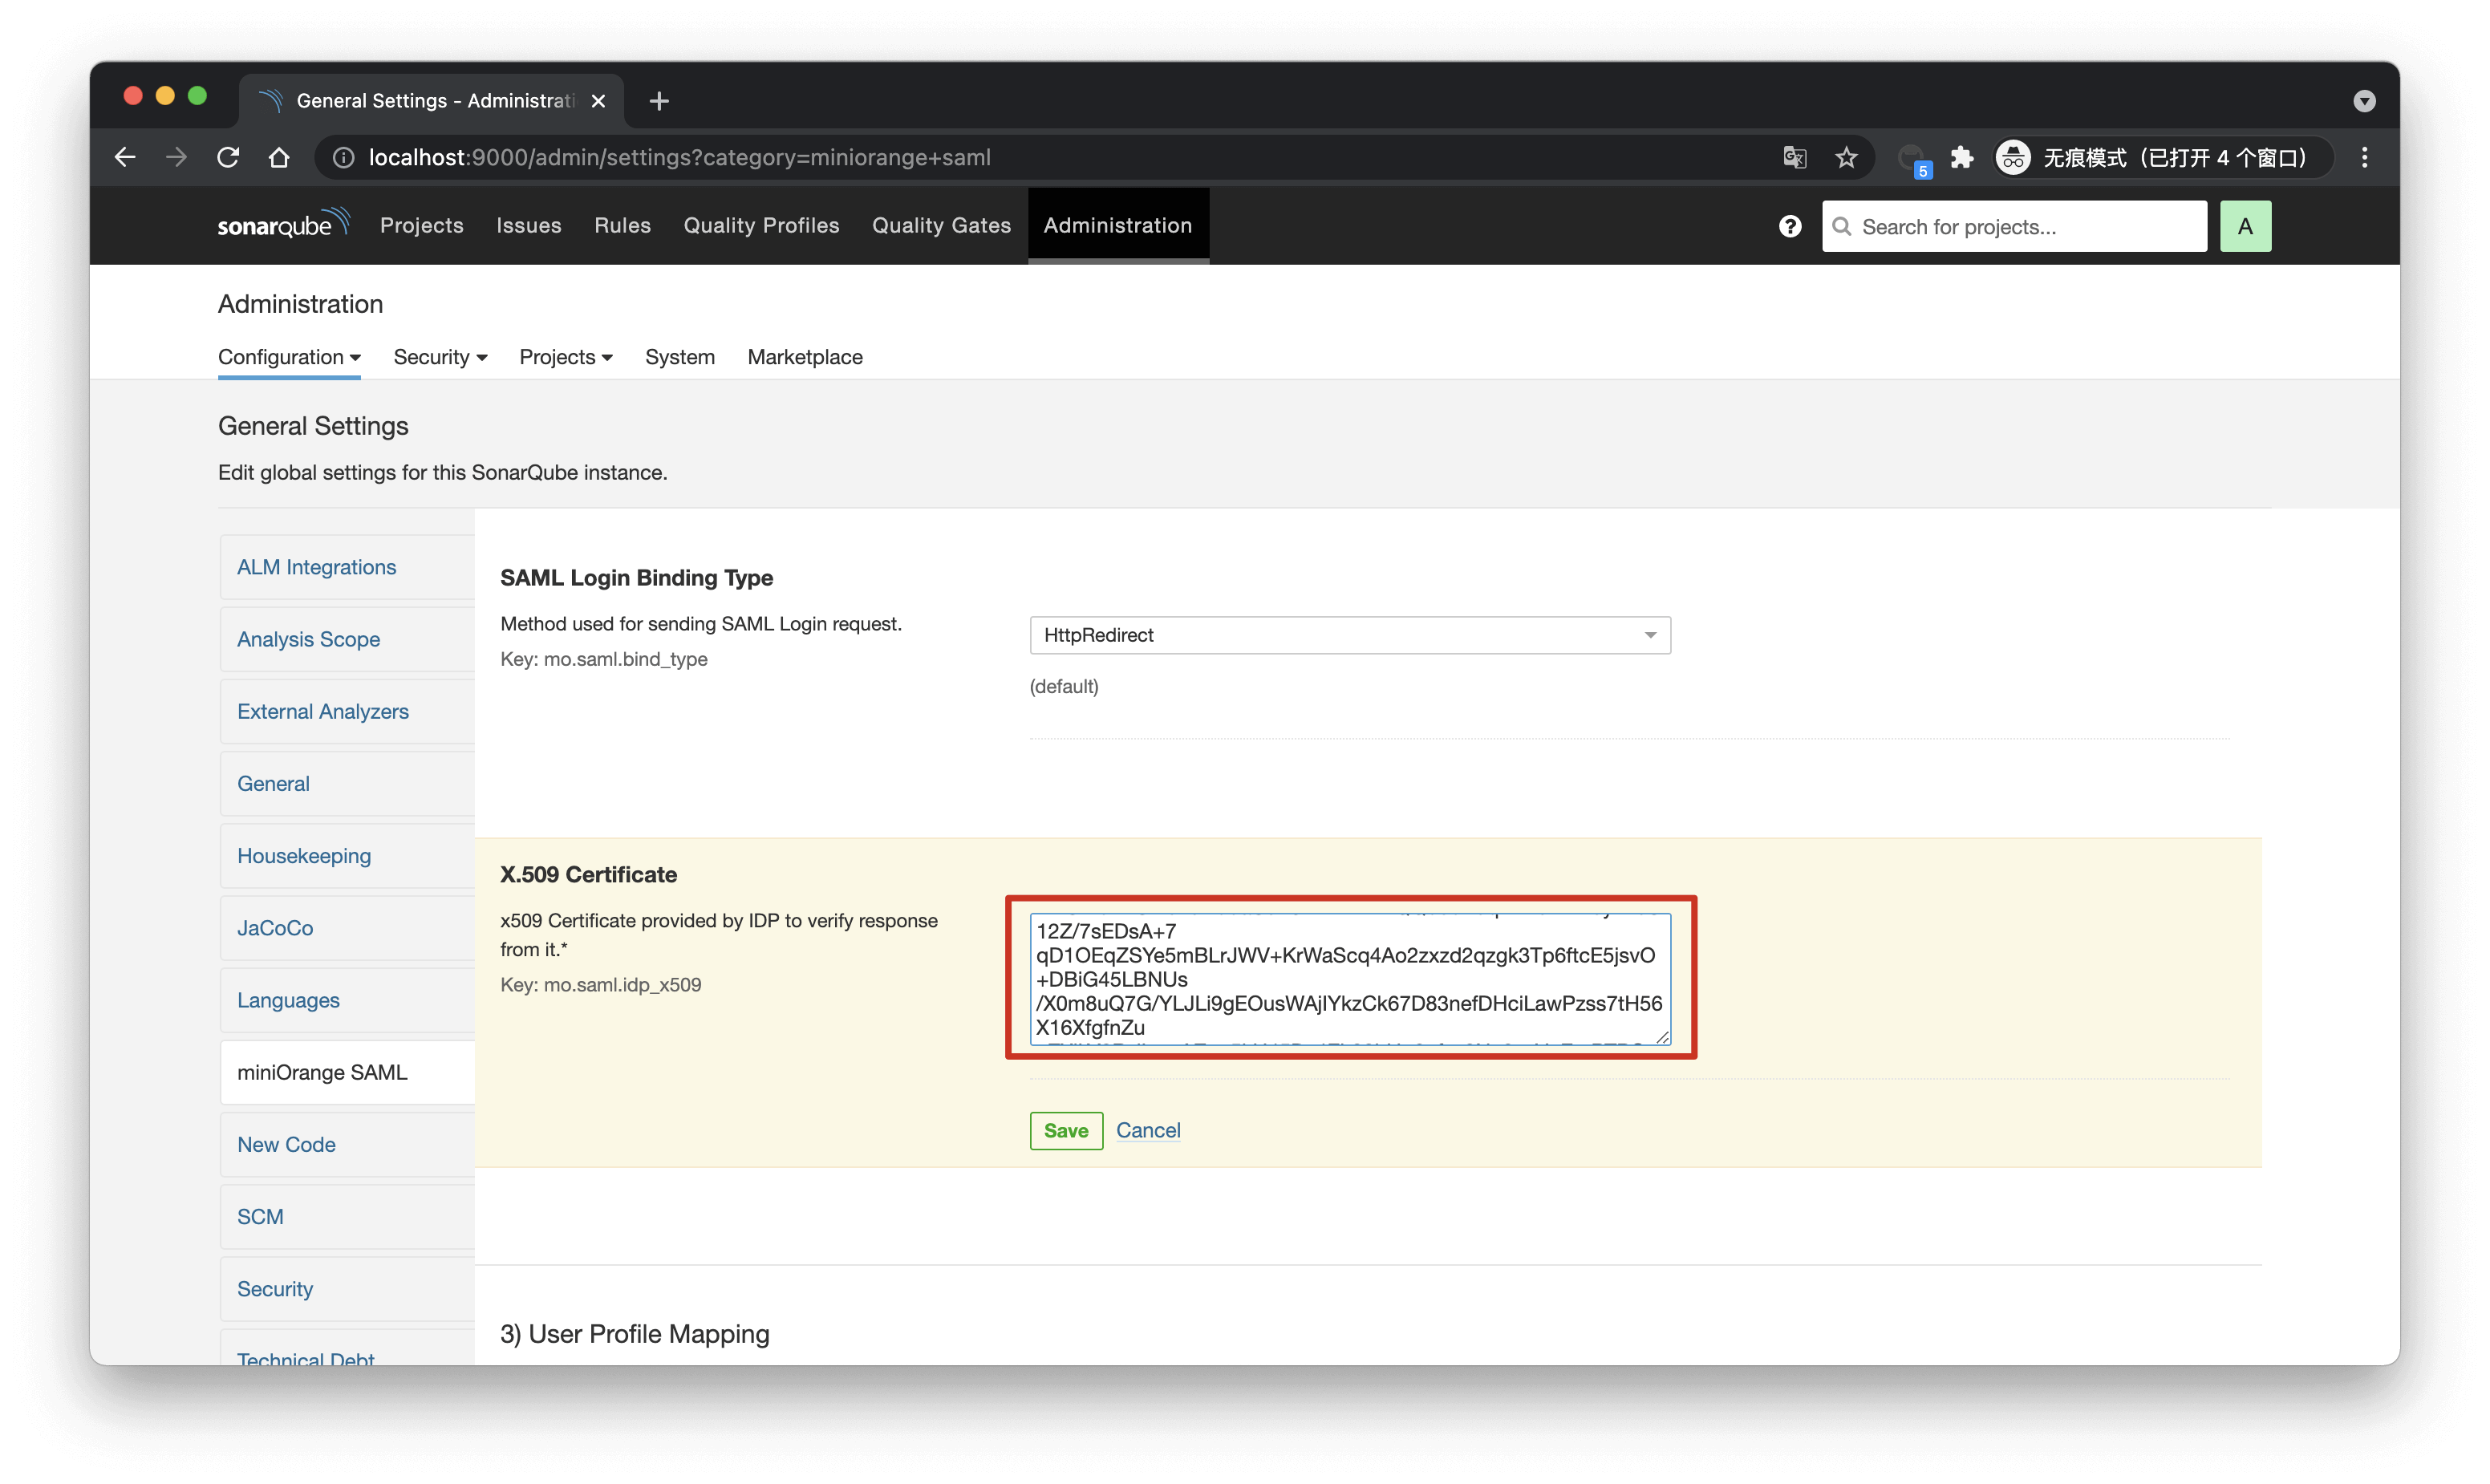 General Settings - Administrati
localhost:9000/admin/settings?category=miniorange+saml
5
无痕模式（已打开 4 个窗口）
sonarqube
Projects
Issues
Rules
Quality Profiles
Quality Gates
Administration
Search for projects...
A
Administration
Configuration
Security
Projects
System
Marketplace
General Settings
Edit global settings for this SonarQube instance.
ALM Integrations
Analysis Scope
External Analyzers
General
Housekeeping
JaCoCo
Languages
miniOrange SAML
New Code
SCM
Security
Technical Debt
SAML Login Binding Type
Method used for sending SAML Login request.
Key: mo.saml.bind_type
HttpRedirect
(default)
X.509 Certificate
x509 Certificate provided by IDP to verify response
from it.*
Key: mo.saml.idp_x509
12Z/7sEDsA+7
qD1OEqZSYe5mBLrJWV+KrWaScq4Ao2zxzd2qzgk3Tp6ftcE5jsvO
+DBiG45LBNUs
/X0m8uQ7G/YLJLi9gEOusWAjIYkzCk67D83nefDHciLawPzss7tH56
X16XfgfnZu
Save
Cancel
3) User Profile Mapping